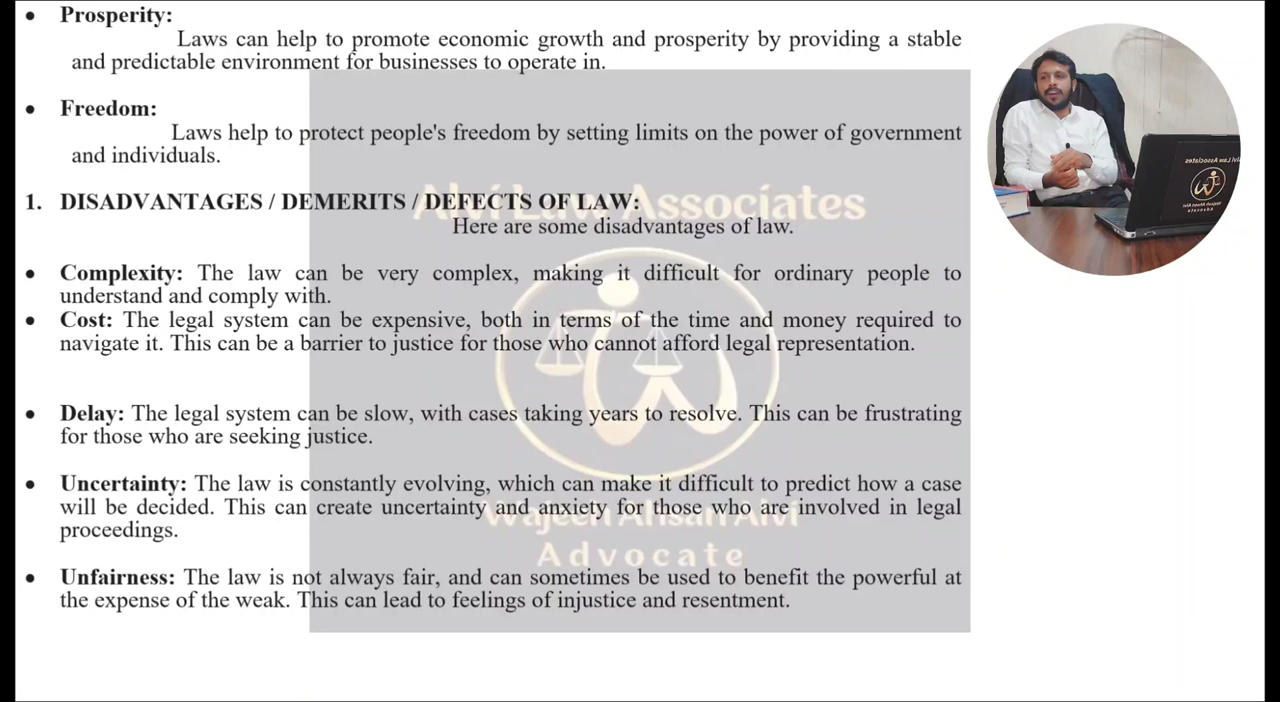 • Prosperity:
Laws can help to promote economic growth and prosperity by providing a stable
and predictable environment for businesses to operate in.
• Freedom:
Laws help to protect people's freedom by setting limits on the power of government
and individuals.
1. DISADVANTAGES / DEMERITS / DEFECTS OF LAW:
Here are some disadvantages of law.
• Complexity: The law can be very complex, making it difficult for ordinary people to
understand and comply with.
• Cost: The legal system can be expensive, both in terms of the time and money required to
navigate it. This can be a barrier to justice for those who cannot afford legal representation.
• Delay: The legal system can be slow, with cases taking years to resolve. This can be frustrating
for those who are seeking justice.
• Uncertainty: The law is constantly evolving, which can make it difficult to predict how a case
will be decided. This can create uncertainty and anxiety for those who are involved in legal
proceedings.
• Unfairness: The law is not always fair, and can sometimes be used to benefit the powerful at
the expense of the weak. This can lead to feelings of injustice and resentment.
Alvi Law Associates
Wajeeh Ahsan Alvi
Advocate
Alvi Law Associates
Wajeeh Ahsan Alvi
Advocate